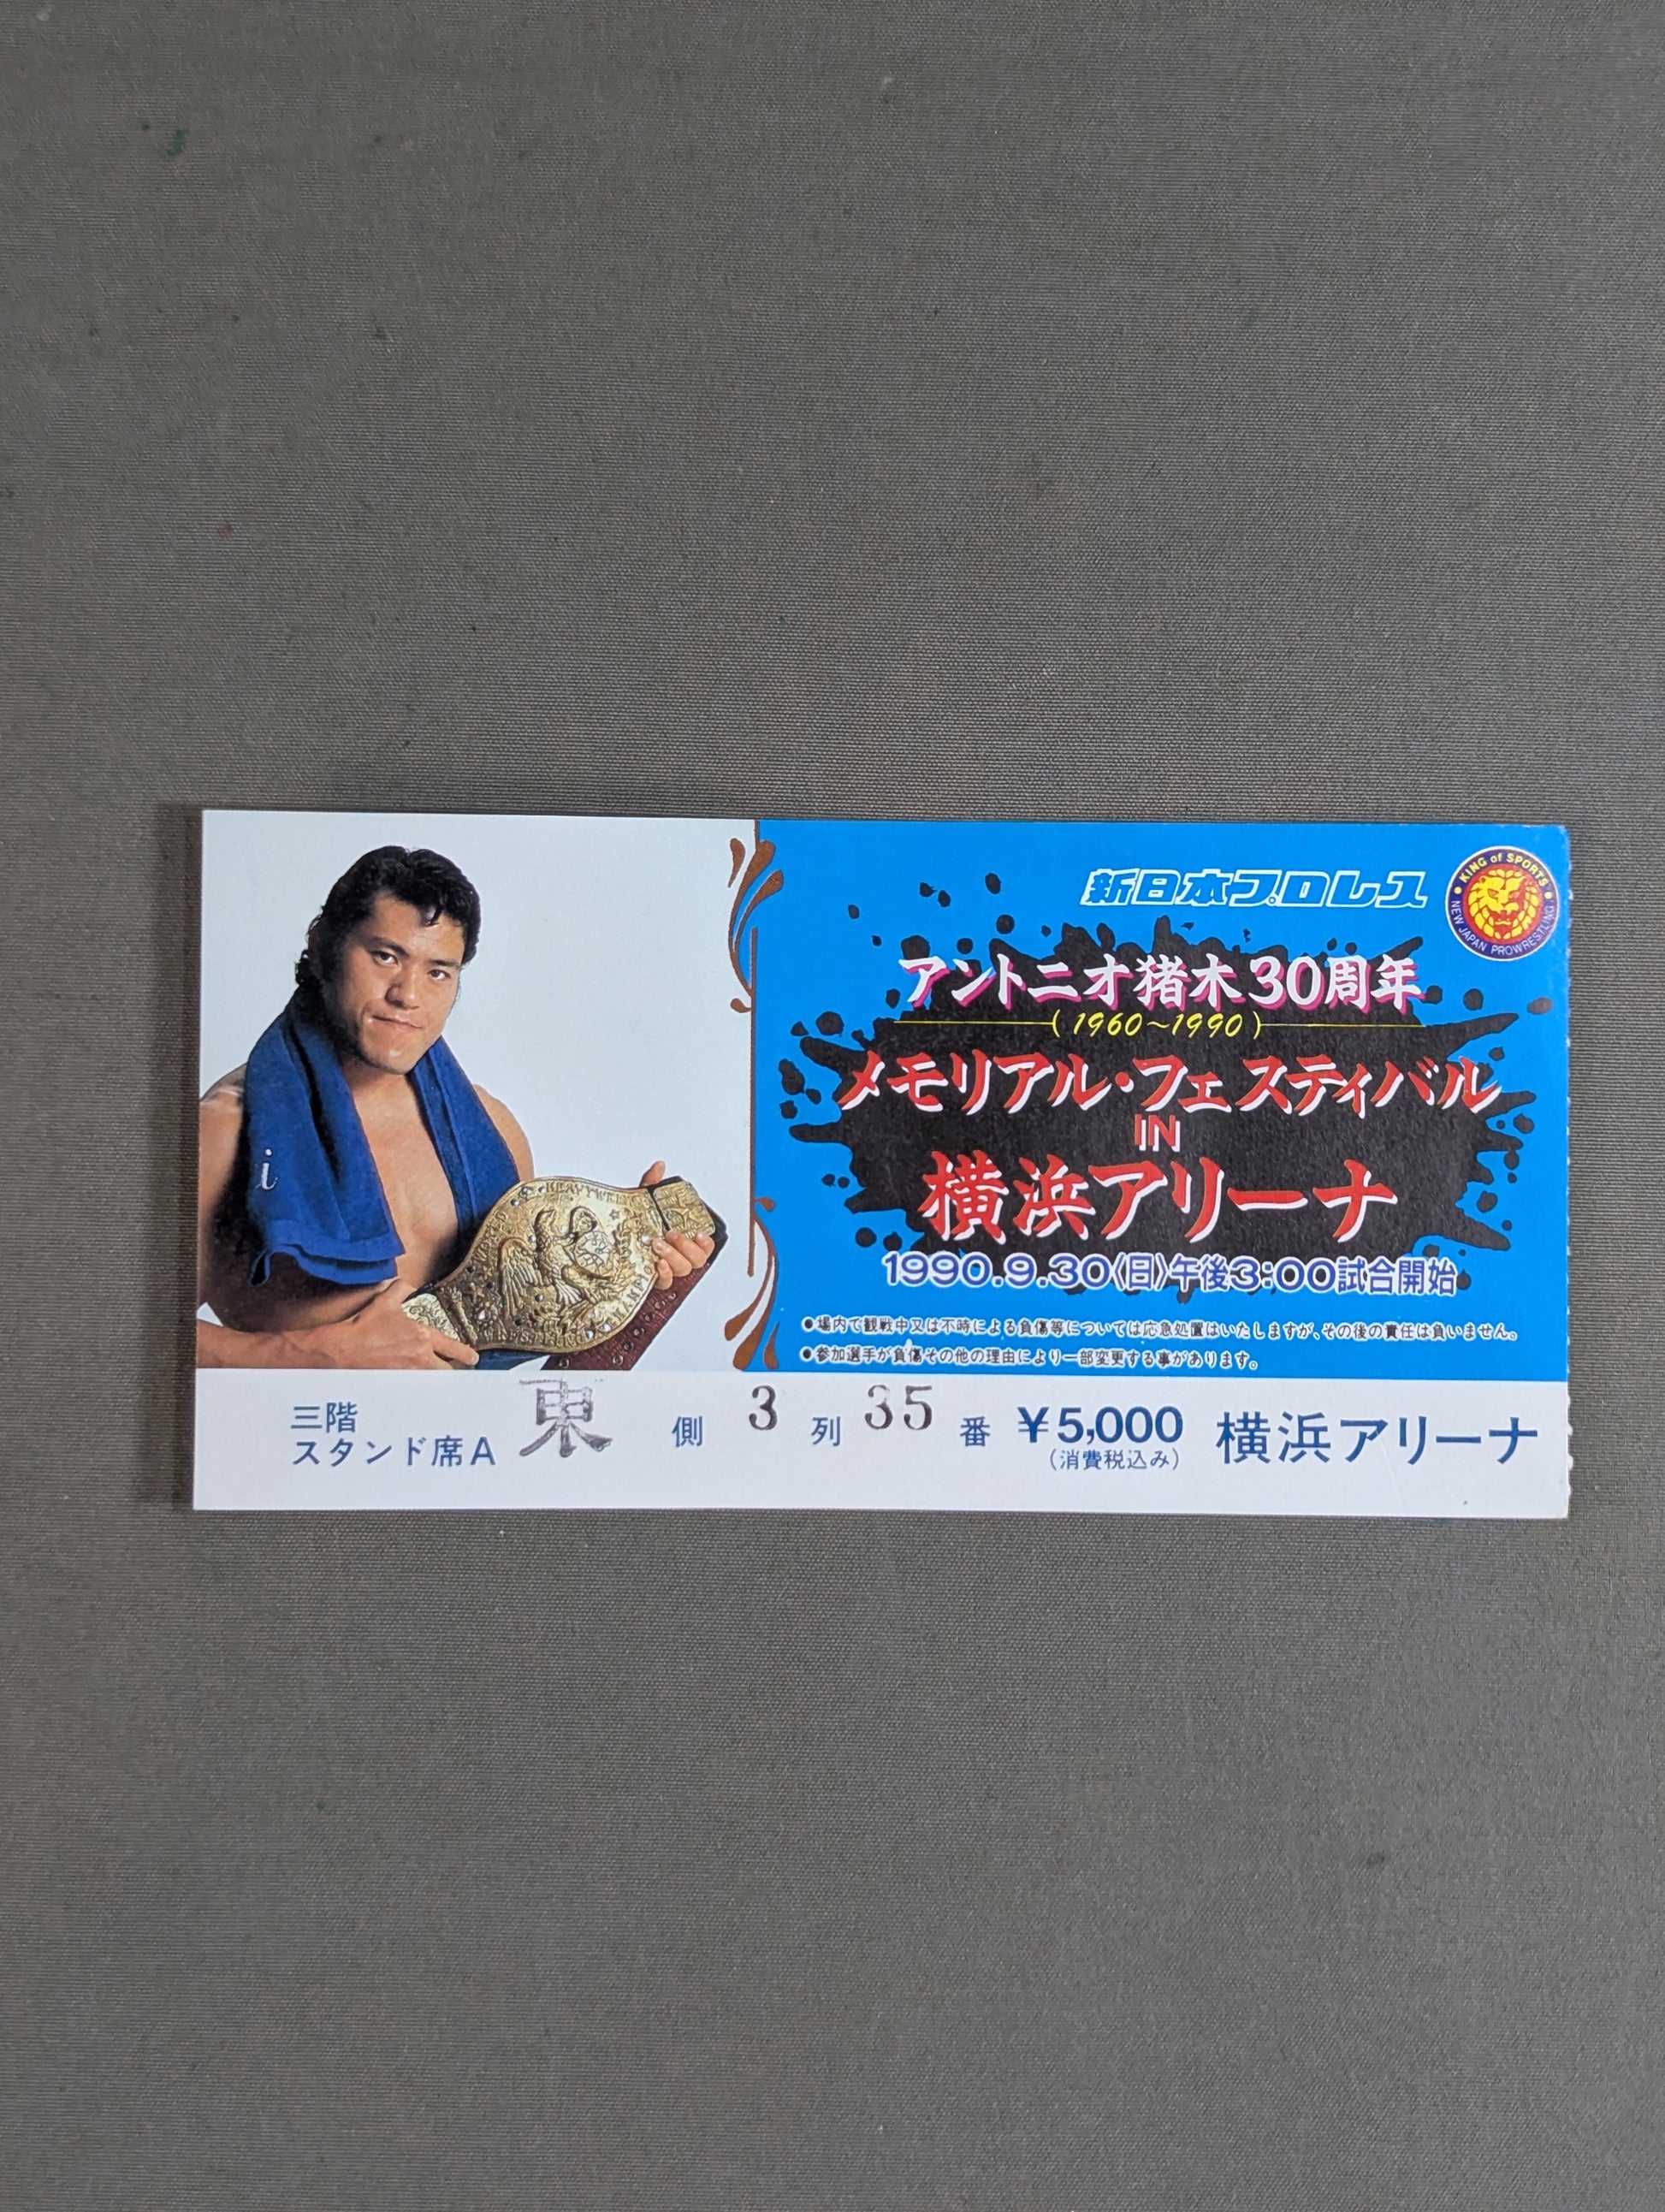 新日本プロレス
KING of SPORTS
NEW JAPAN PROWRESTLING
アントニオ猪木30周年
(1960~1990)
メモリアル・フェスティバル
IN
横浜アリーナ
1990.9.30〈日〉午後3:00試合開始
●場内で観戦中又は不時による負傷等については応急処置はいたしますが、その後の責任は負いません。
●参加選手が負傷その他の理由により一部変更する事があります。
i
HEAVYWEIGHT
三階
スタンド席A 東 側 3 列 35 番 ¥5,000 横浜アリーナ
(消費税込み)